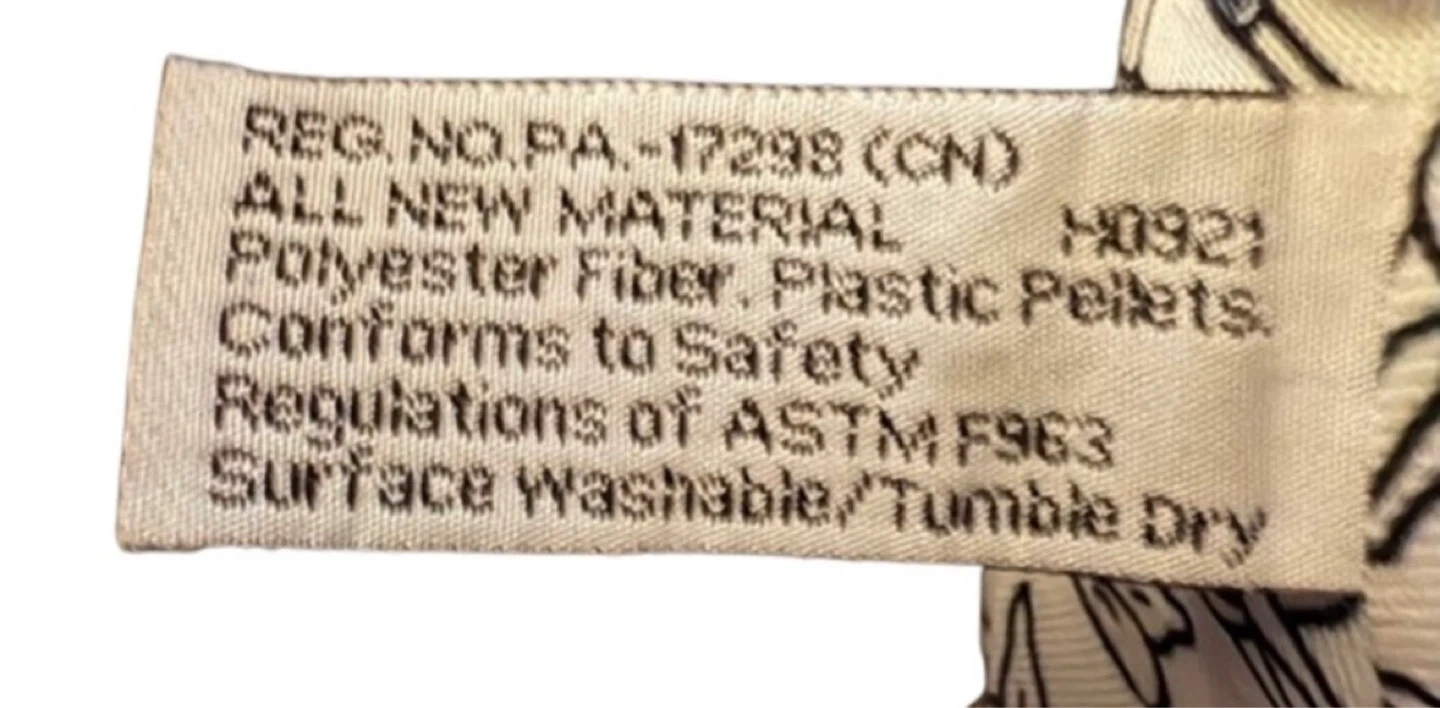 REG. NO.PA.-17298 (CN)
ALL NEW MATERIAL H0921
Polyester Fiber. Plastic Pellets.
Conforms to Safety
Regulations of ASTM F963
Surface Washable/Tumble Dry